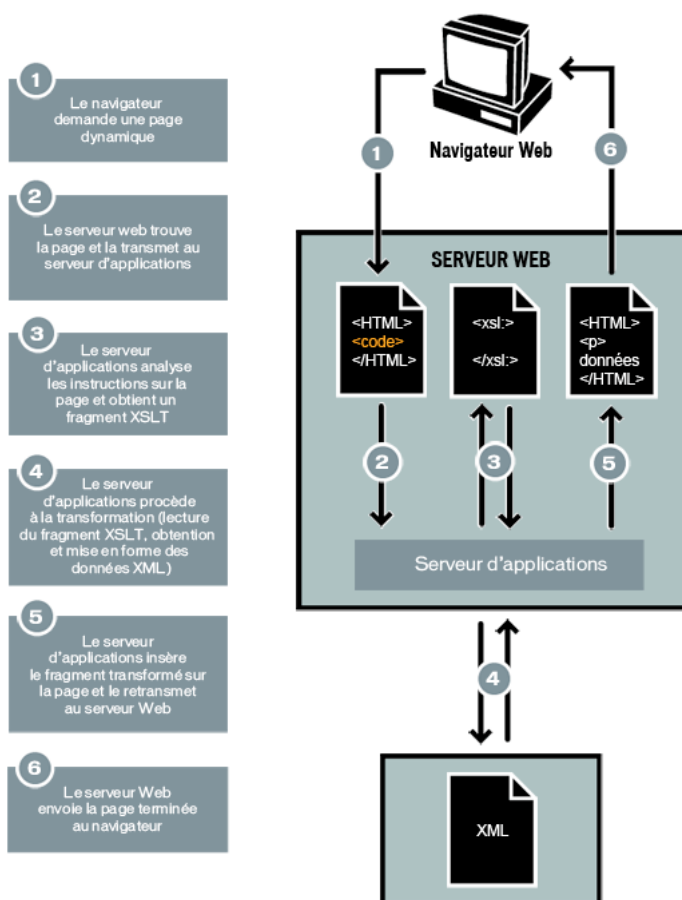 1
Le navigateur
demande une page
dynamique
2
Le serveur web trouve
la page et la transmet au
serveur d'applications
3
Le serveur
d'applications analyse
les instructions sur la
page et obtient un
fragment XSLT
4
Le serveur
d'applications procède
à la transformation (lecture
du fragment XSLT, obtention
et mise en forme des
données XML)
5
Le serveur
d'applications insère
le fragment transformé sur
la page et le retransmet
au serveur Web
6
Le serveur Web
envoie la page terminée
au navigateur
1
Navigateur Web
6
SERVEUR WEB
<HTML>
<code>
</HTML>
<xsl:>
</xsl:>
<HTML>
<p>
données
</HTML>
2
3
5
Serveur d'applications
4
XML